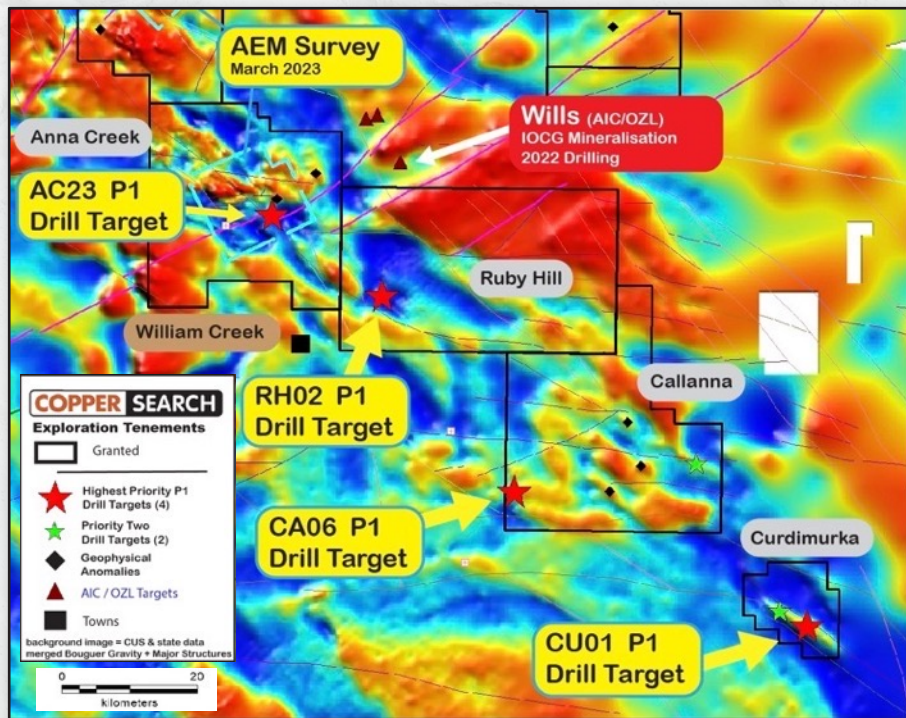 AEM Survey
March 2023
Wills (AIC/OZL)
IOCG Mineralisation
2022 Drilling
Anna Creek
AC23 P1
Drill Target
Ruby Hill
William Creek
RH02 P1
Drill Target
Callanna
CA06 P1
Drill Target
Curdimurka
CU01 P1
Drill Target
COPPER SEARCH
Exploration Tenements
Granted
Highest Priority P1
Drill Targets (4)
Priority Two
Drill Targets (2)
Geophysical
Anomalies
AIC / OZL Targets
Towns
background image = CUS & state data
merged Bouguer Gravity + Major Structures
0 20
kilometers